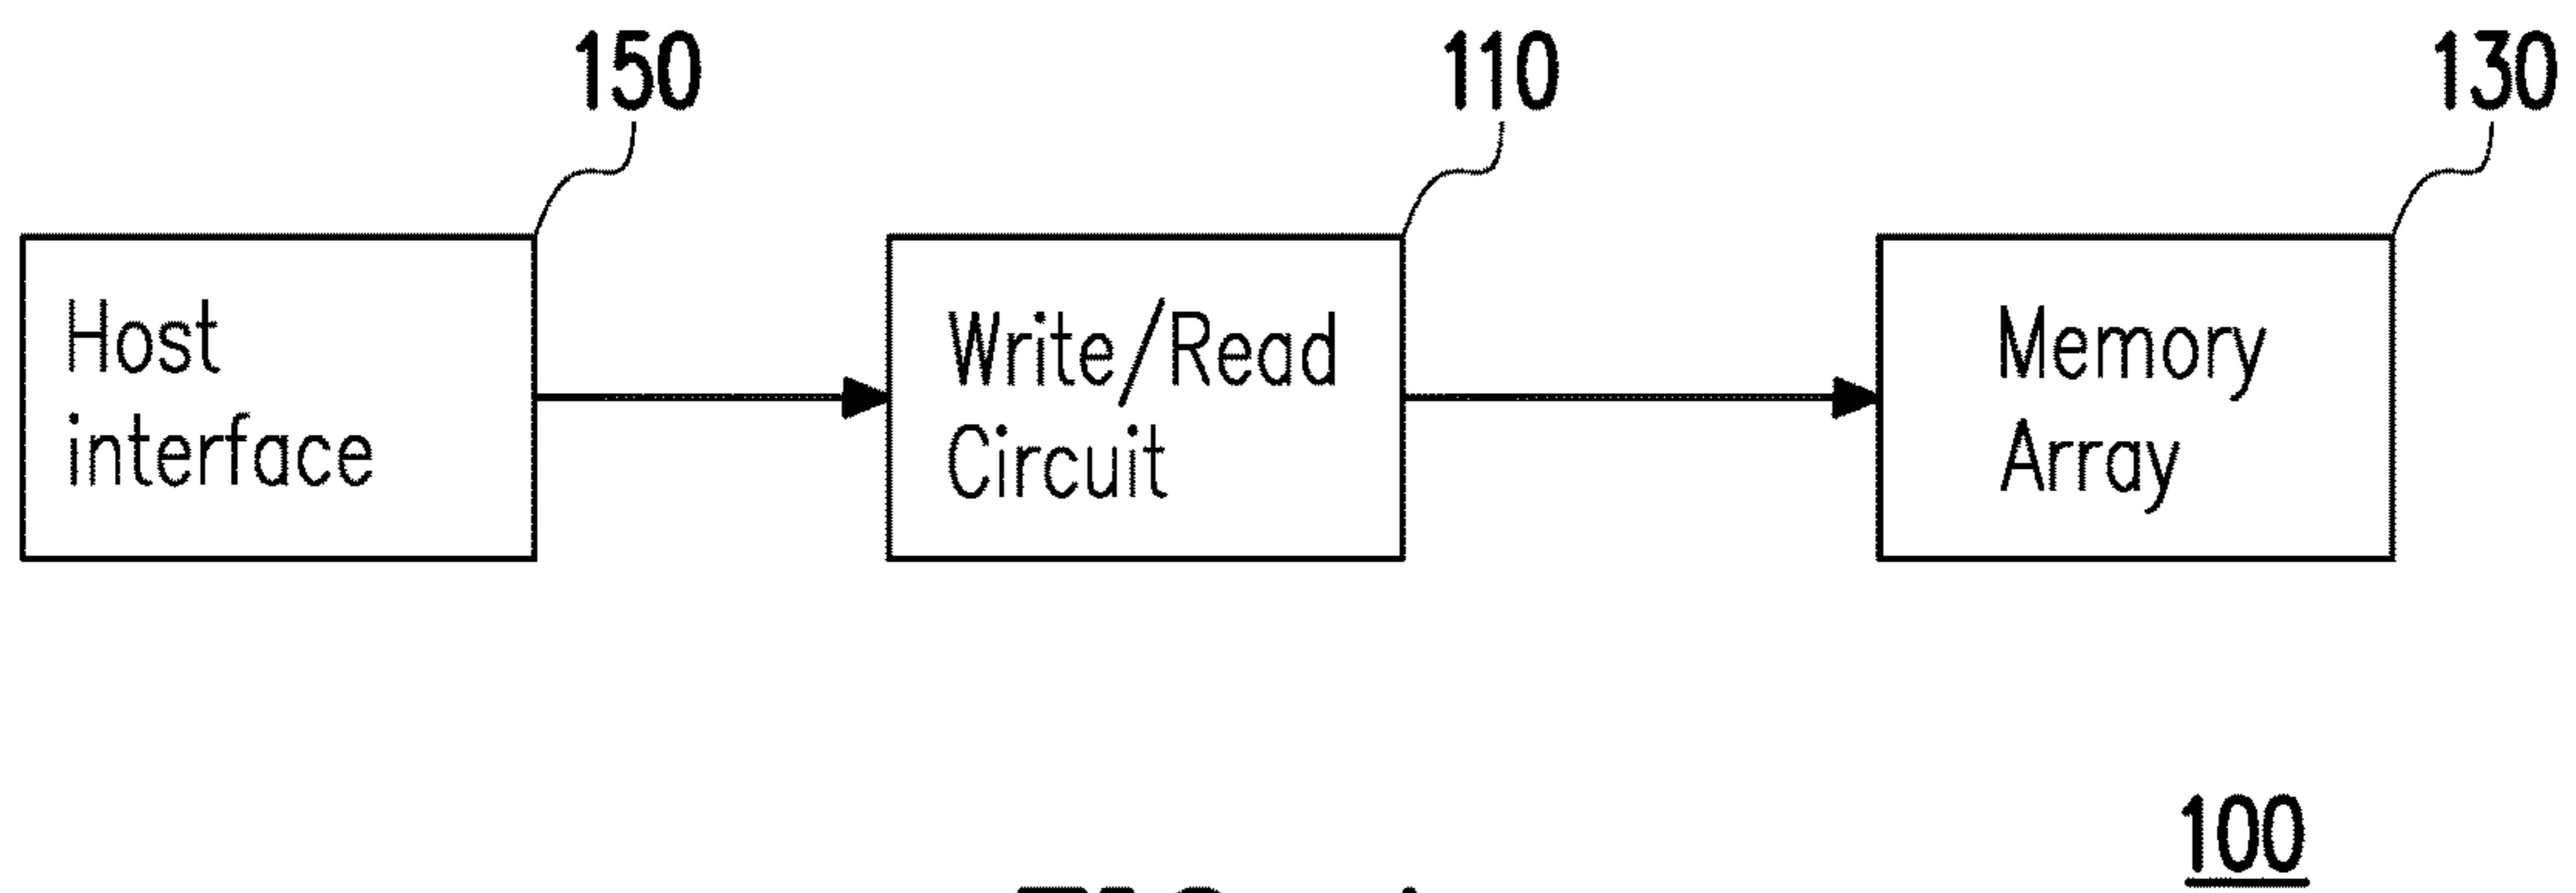 150
110
130
Host
interface
Write/Read
Circuit
Memory
Array
100